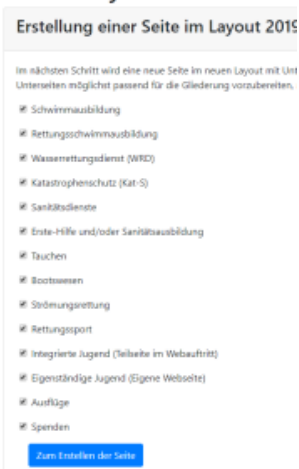 Erstellung einer Seite im Layout 2019
Im nächsten Schritt wird eine neue Seite im neuen Layout mit Unt
Unterseiten möglichst passend für die Gliederung vorzubereiten,
Schwimmausbildung
Rettungsschwimmausbildung
Wasserrettungsdienst (WRD)
Katastrophenschutz (Kat-S)
Sanitätsdienste
Erste-Hilfe und/oder Sanitätsausbildung
Tauchen
Bootswesen
Strömungsrettung
Rettungssport
Integrierte Jugend (Teilseite im Webauftritt)
Eigenständige Jugend (Eigene Webseite)
Ausflüge
Spenden
Zum Erstellen der Seite